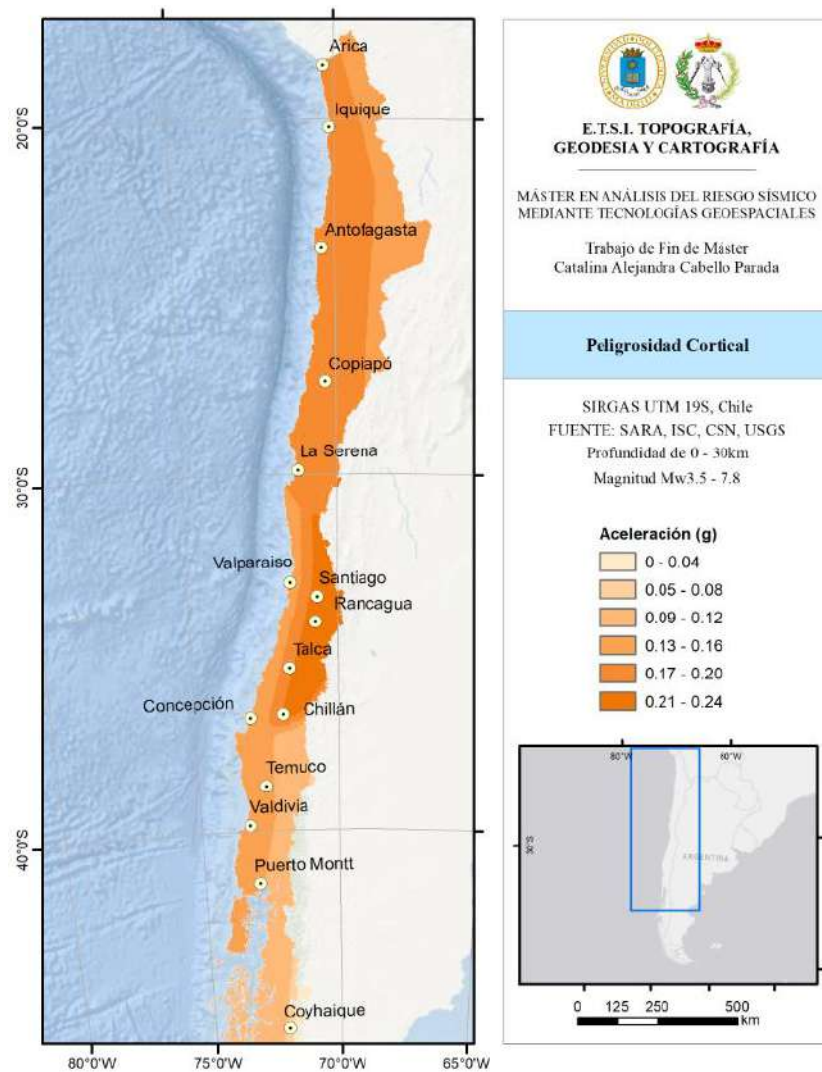 Arica
Iquique
20°0'S
Antofagasta
Copiapó
La Serena
30°0'S
Valparaiso
Santiago
Rancagua
Talca
Concepción
Chillán
Temuco
Valdivia
40°0'S
Puerto Montt
Coyhaique
80°0'W
75°0'W
70°0'W
65°0'W
E.T.S.I. TOPOGRAFÍA,
GEODESIA Y CARTOGRAFÍA
MÁSTER EN ANÁLISIS DEL RIESGO SÍSMICO
MEDIANTE TECNOLOGÍAS GEOESPACIALES
Trabajo de Fin de Máster
Catalina Alejandra Cabello Parada
Peligrosidad Cortical
SIRGAS UTM 19S, Chile
FUENTE: SARA, ISC, CSN, USGS
Profundidad de 0 - 30km
Magnitud Mw3.5 - 7.8
Aceleración (g)
0 - 0.04
0.05 - 0.08
0.09 - 0.12
0.13 - 0.16
0.17 - 0.20
0.21 - 0.24
80°W
60°W
30°S
ARGENTINA
0 125 250 500
km